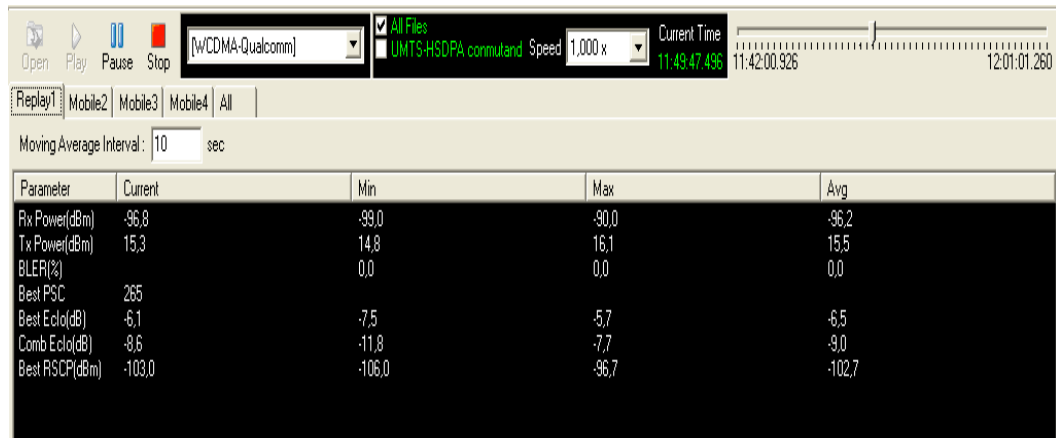 Open Play Pause Stop [WCDMA-Qualcomm] All Files
UMTS-HSDPA conmutand Speed 1,000 x Current Time
11:49:47.496 11:42:00.926 12:01:01.260
Replay1 Mobile2 Mobile3 Mobile4 All
Moving Average Interval : 10 sec
Parameter Current Min Max Avg
Rx Power(dBm) -96,8 -99,0 -90,0 -96,2
Tx Power(dBm) 15,3 14,8 16,1 15,5
BLER(%) 0,0 0,0 0,0
Best PSC 265
Best EcIo(dB) -6,1 -7,5 -5,7 -6,5
Comb EcIo(dB) -8,6 -11,8 -7,7 -9,0
Best RSCP(dBm) -103,0 -106,0 -96,7 -102,7